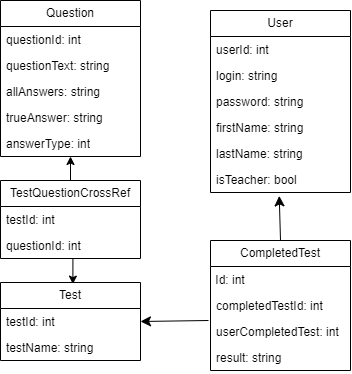 Question
questionId: int
questionText: string
allAnswers: string
trueAnswer: string
answerType: int
User
userId: int
login: string
password: string
firstName: string
lastName: string
isTeacher: bool
TestQuestionCrossRef
testId: int
questionId: int
Test
testId: int
testName: string
CompletedTest
Id: int
completedTestId: int
userCompletedTest: int
result: string